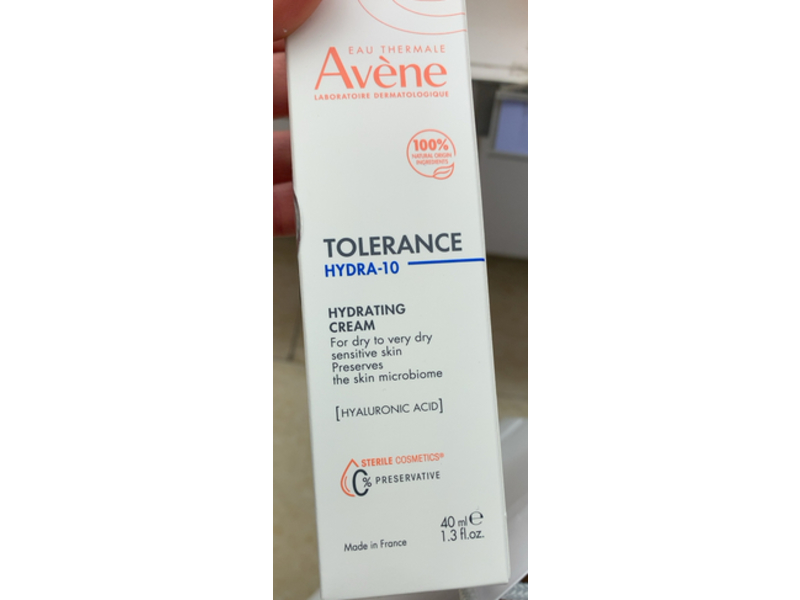 EAU THERMALE
Avène
LABORATOIRE DERMATOLOGIQUE
100%
NATURAL ORIGIN
INGREDIENTS
TOLERANCE
HYDRA-10
HYDRATING
CREAM
For dry to very dry
sensitive skin
Preserves
the skin microbiome
[HYALURONIC ACID]
STERILE COSMETICS®
0% PRESERVATIVE
40 ml ℮
1.3 fl.oz.
Made in France